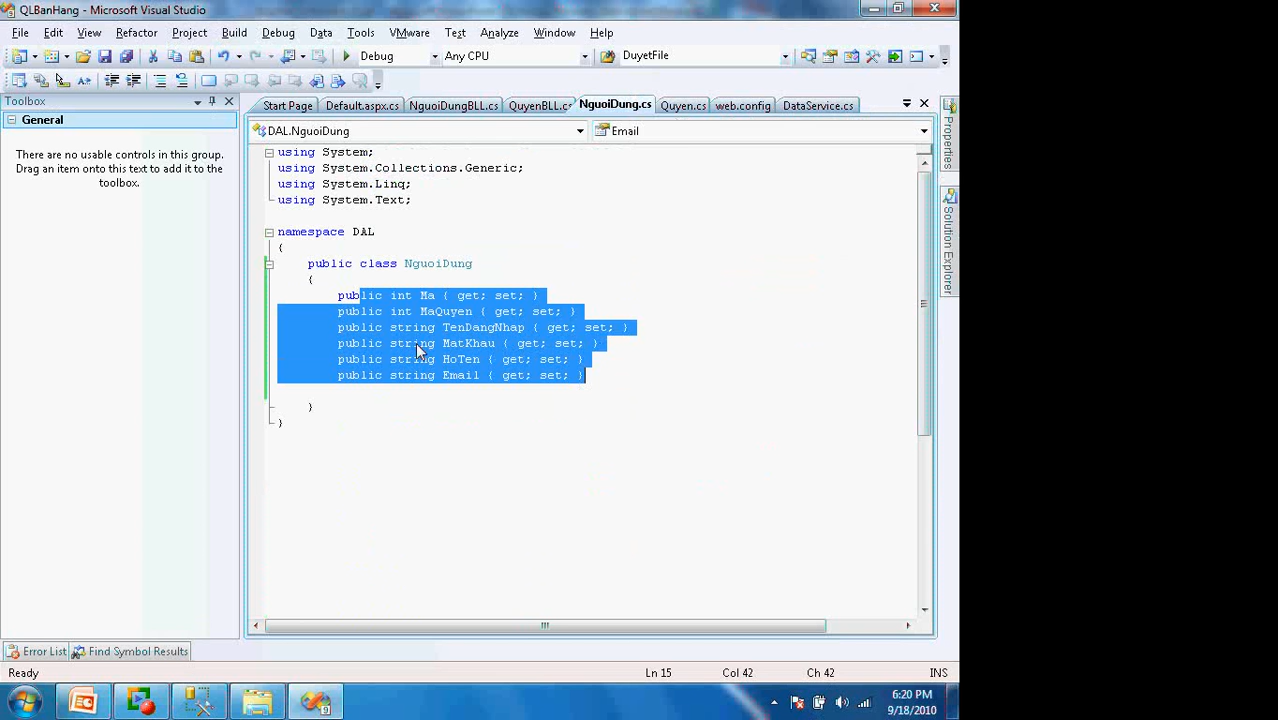 QLBanHang - Microsoft Visual Studio
File Edit View Refactor Project Build Debug Data Tools VMware Test Analyze Window Help
Debug Any CPU DuyetFile
Toolbox
General
There are no usable controls in this group.
Drag an item onto this text to add it to the
toolbox.
Start Page Default.aspx.cs NguoiDungBLL.cs QuyenBLL.cs NguoiDung.cs Quyen.cs web.config DataService.cs
DAL.NguoiDung Email
using System;
using System.Collections.Generic;
using System.Linq;
using System.Text;
namespace DAL
{
public class NguoiDung
{
public int Ma { get; set; }
public int MaQuyen { get; set; }
public string TenDangNhap { get; set; }
public string MatKhau { get; set; }
public string HoTen { get; set; }
public string Email { get; set; }
}
}
Properties
Solution Explorer
Error List Find Symbol Results
Ready Ln 15 Col 42 Ch 42 INS
6:20 PM
9/18/2010